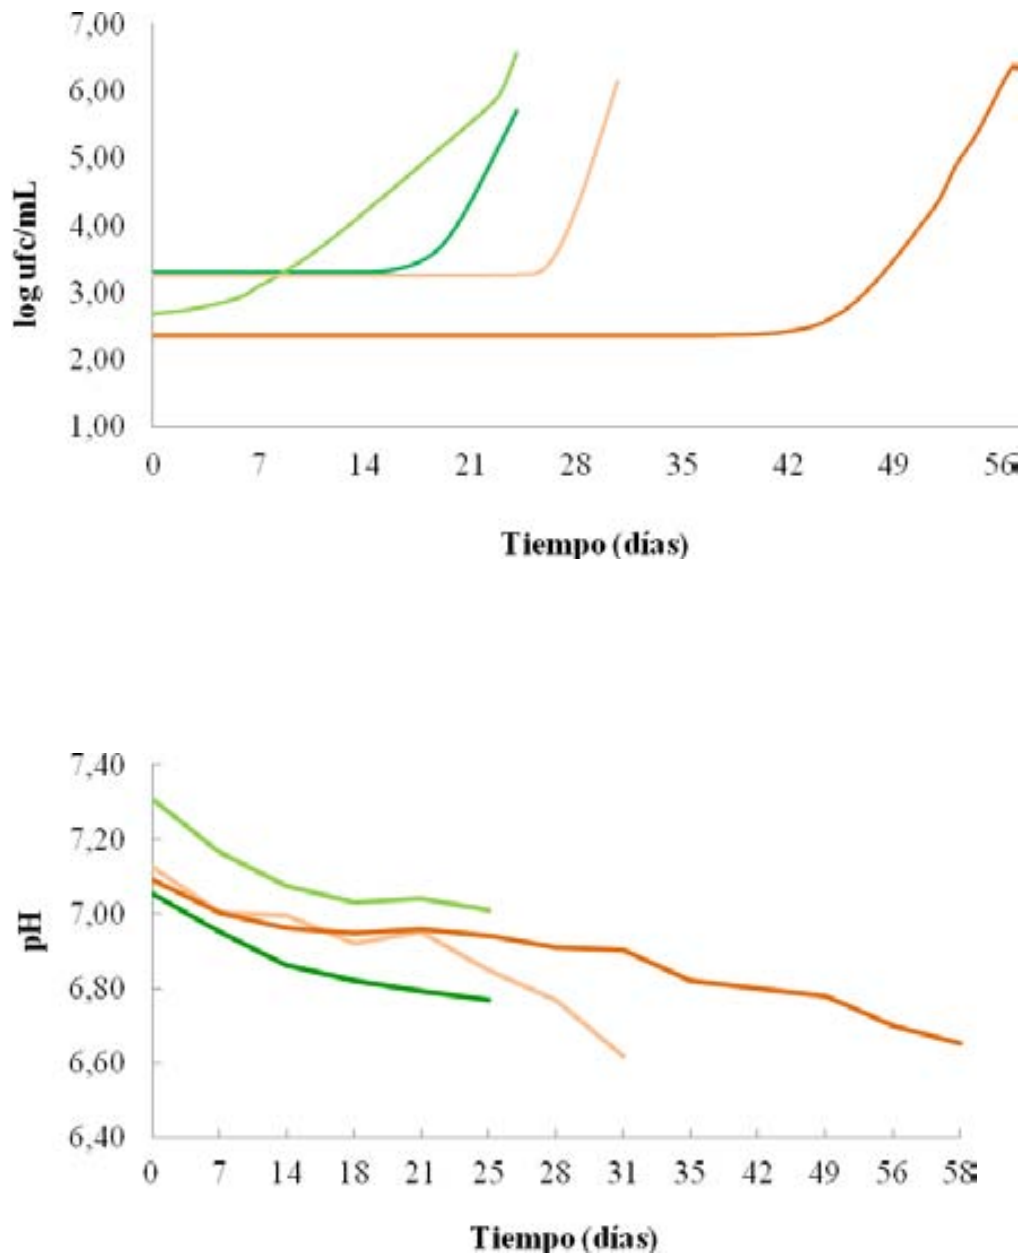 7,00
6,00
5,00
4,00
3,00
2,00
1,00
log ufc/mL
0 7 14 21 28 35 42 49 56
Tiempo (días)
7,40
7,20
7,00
6,80
6,60
6,40
pH
0 7 14 18 21 25 28 31 35 42 49 56 58
Tiempo (días)